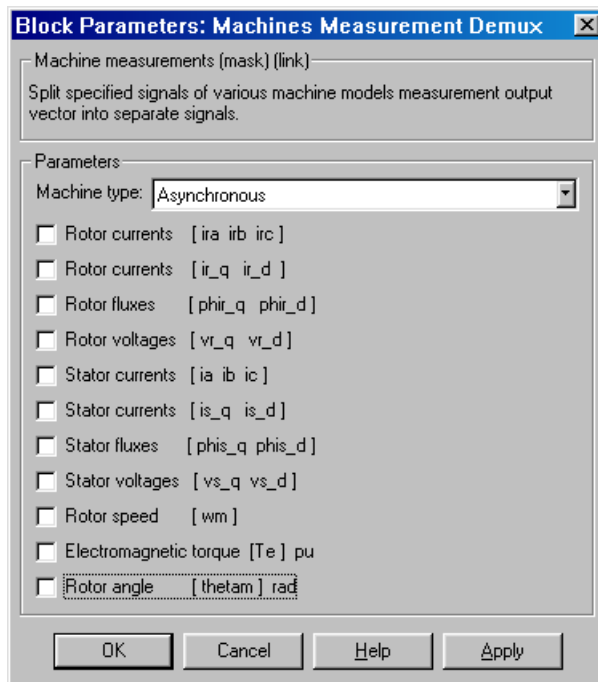 Block Parameters: Machines Measurement Demux
Machine measurements (mask) (link)
Split specified signals of various machine models measurement output
vector into separate signals.
Parameters
Machine type: Asynchronous
Rotor currents [ ira irb irc ]
Rotor currents [ ir_q ir_d ]
Rotor fluxes [ phir_q phir_d ]
Rotor voltages [ vr_q vr_d ]
Stator currents [ ia ib ic ]
Stator currents [ is_q is_d ]
Stator fluxes [ phis_q phis_d ]
Stator voltages [ vs_q vs_d ]
Rotor speed [ wm ]
Electromagnetic torque [Te ] pu
Rotor angle [ thetam ] rad
OK Cancel Help Apply